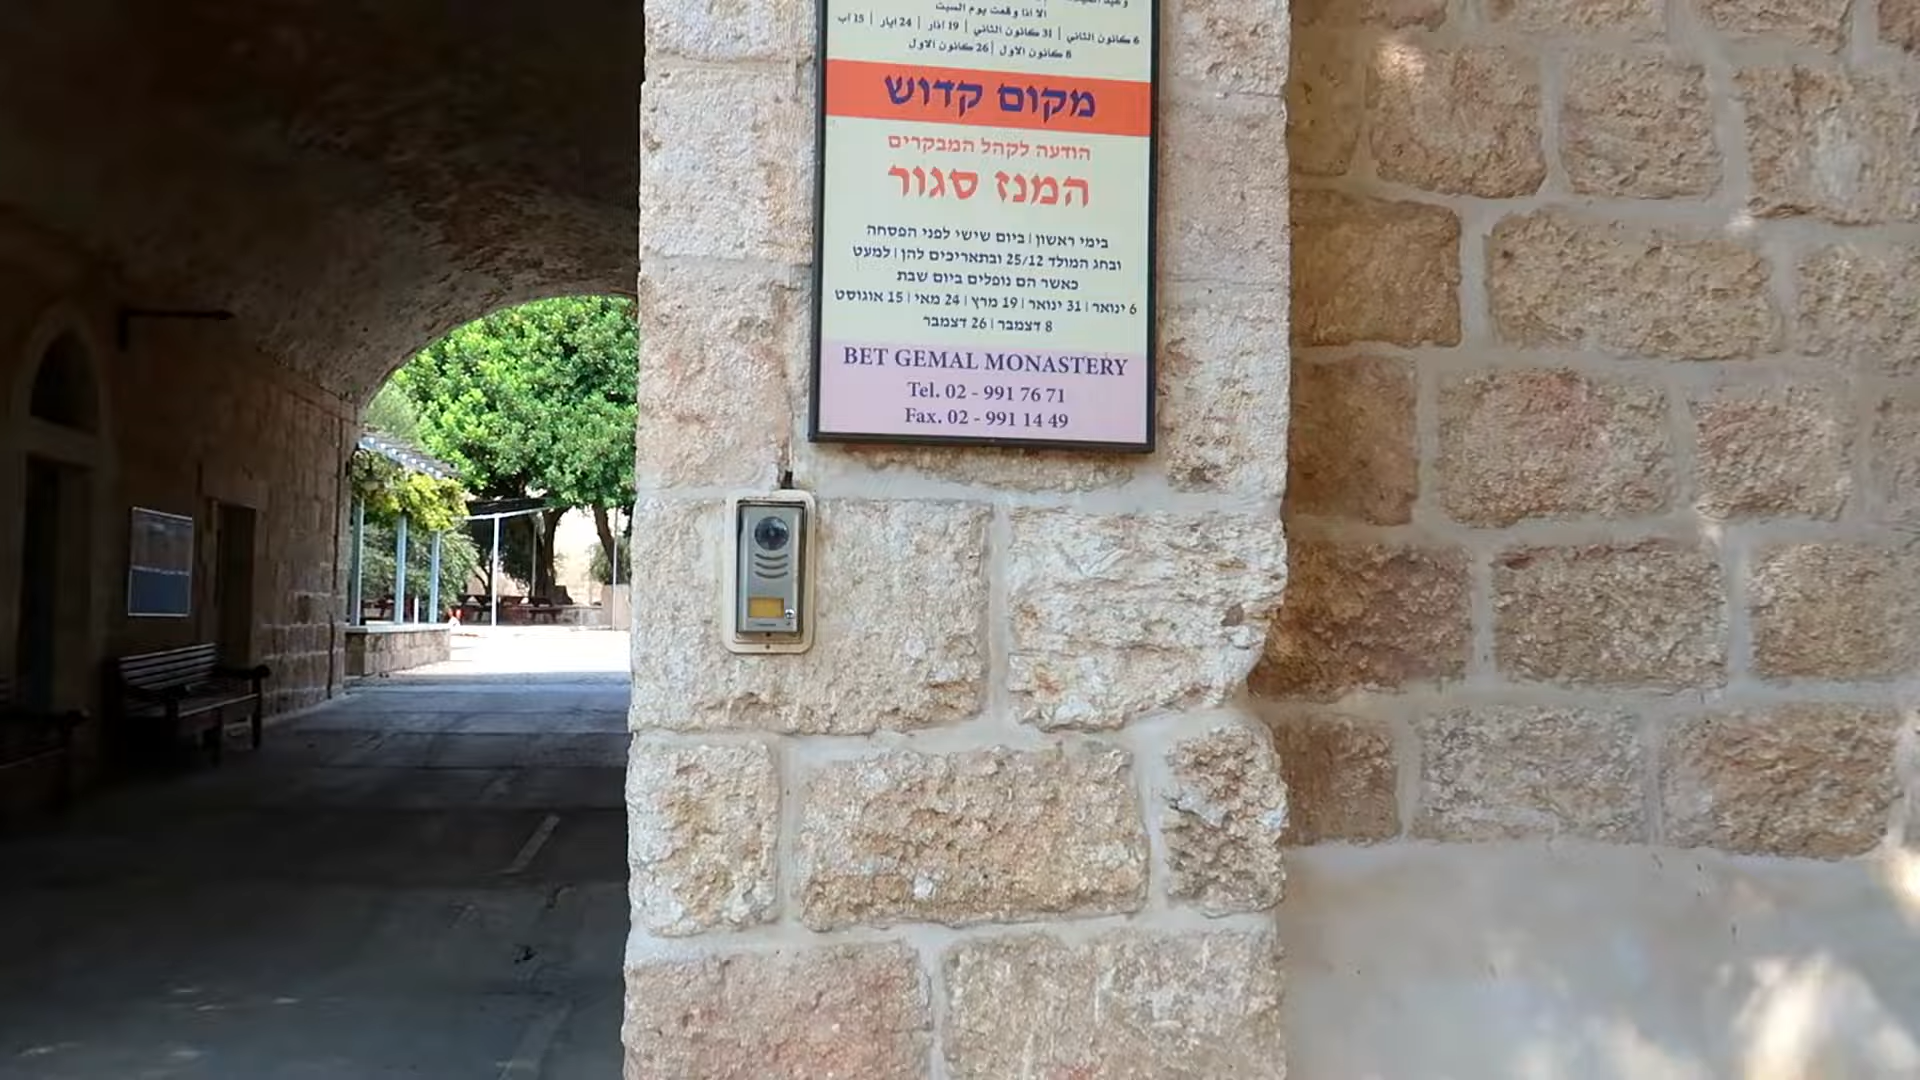 الا اذا وقعت يوم السبت
6 كانون الثاني | 31 كانون الثاني | 19 اذار | 24 ايار | 15 اب
8 كانون الاول | 26 كانون الاول
מקום קדוש
הודעה לקהל המבקרים
המנז סגור
בימי ראשון | ביום שישי לפני הפסחה
ובחג המולד 25/12 ובתאריכים להן | למעט
כאשר הם נופלים ביום שבת
6 ינואר | 31 ינואר | 19 מרץ | 24 מאי | 15 אוגוסט
8 דצמבר | 26 דצמבר
BET GEMAL MONASTERY
Tel. 02 - 991 76 71
Fax. 02 - 991 14 49